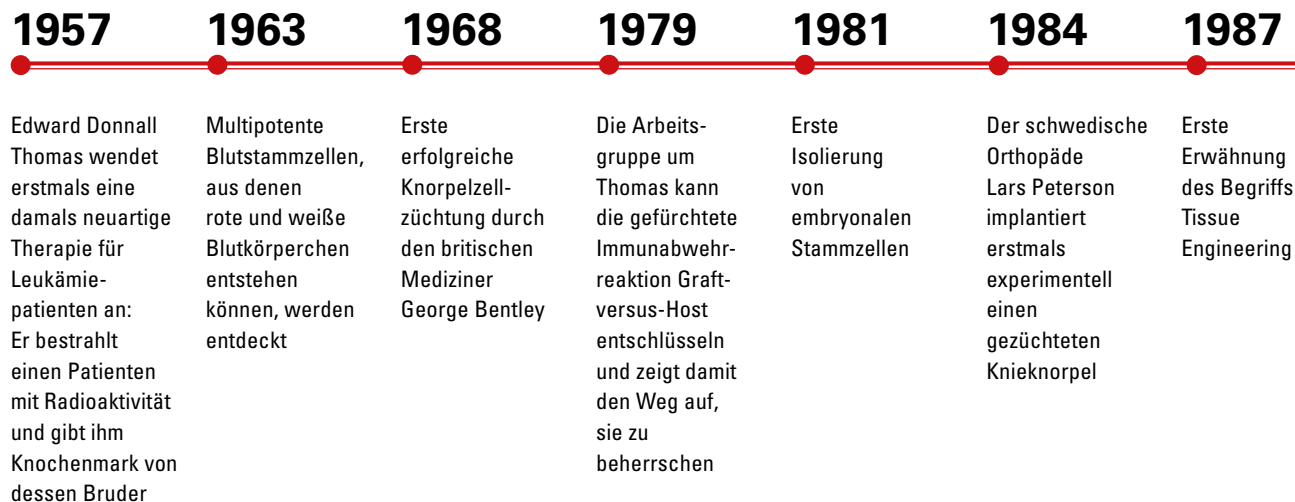 1957
Edward Donnall
Thomas wendet
erstmals eine
damals neuartige
Therapie für
Leukämie-
patienten an:
Er bestrahlt
einen Patienten
mit Radioaktivität
und gibt ihm
Knochenmark von
dessen Bruder
1963
Multipotente
Blutstammzellen,
aus denen
rote und weiße
Blutkörperchen
entstehen
können, werden
entdeckt
1968
Erste
erfolgreiche
Knorpelzell-
züchtung durch
den britischen
Mediziner
George Bentley
1979
Die Arbeits-
gruppe um
Thomas kann
die gefürchtete
Immunabwehr-
reaktion Graft-
versus-Host
entschlüsseln
und zeigt damit
den Weg auf,
sie zu
beherrschen
1981
Erste
Isolierung
von
embryonalen
Stammzellen
1984
Der schwedische
Orthopäde
Lars Peterson
implantiert
erstmals
experimentell
einen
gezüchteten
Knieknorpel
1987
Erste
Erwähnung
des Begriffs
Tissue
Engineering